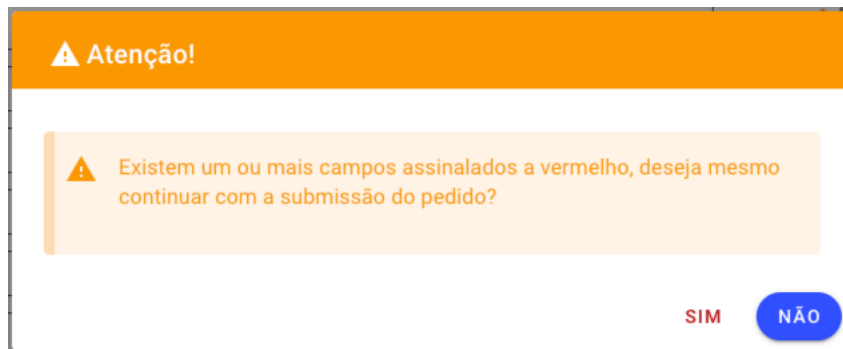 Atenção!
Existem um ou mais campos assinalados a vermelho, deseja mesmo
continuar com a submissão do pedido?
SIM
NÃO